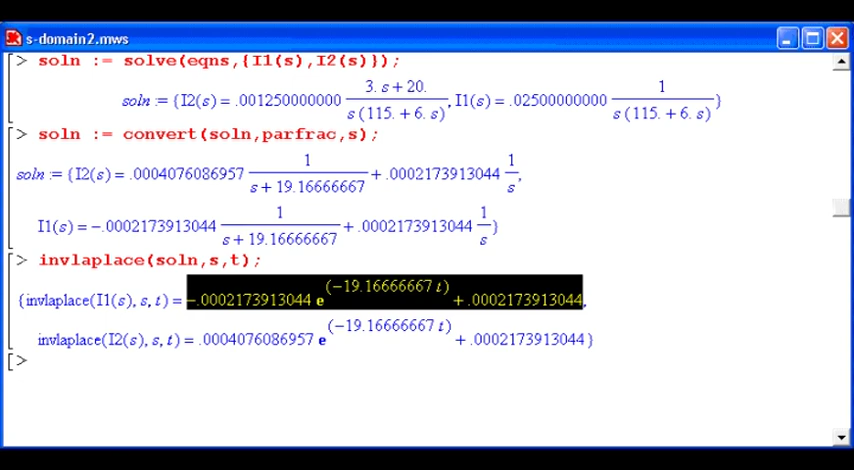 s-domain2.mws
[> soln := solve(eqns,{I1(s),I2(s)});
soln := {I2(s) = .001250000000 (3. s + 20.)/(s (115. + 6. s)), I1(s) = .02500000000 1/(s (115. + 6. s))}
[> soln := convert(soln,parfrac,s);
soln := {I2(s) = .0004076086957 1/(s + 19.16666667) + .0002173913044 1/s,
I1(s) = -.0002173913044 1/(s + 19.16666667) + .0002173913044 1/s}
[> invlaplace(soln,s,t);
{invlaplace(I1(s), s, t) = -.0002173913044 e^(-19.16666667 t) + .0002173913044,
invlaplace(I2(s), s, t) = .0004076086957 e^(-19.16666667 t) + .0002173913044}
[>